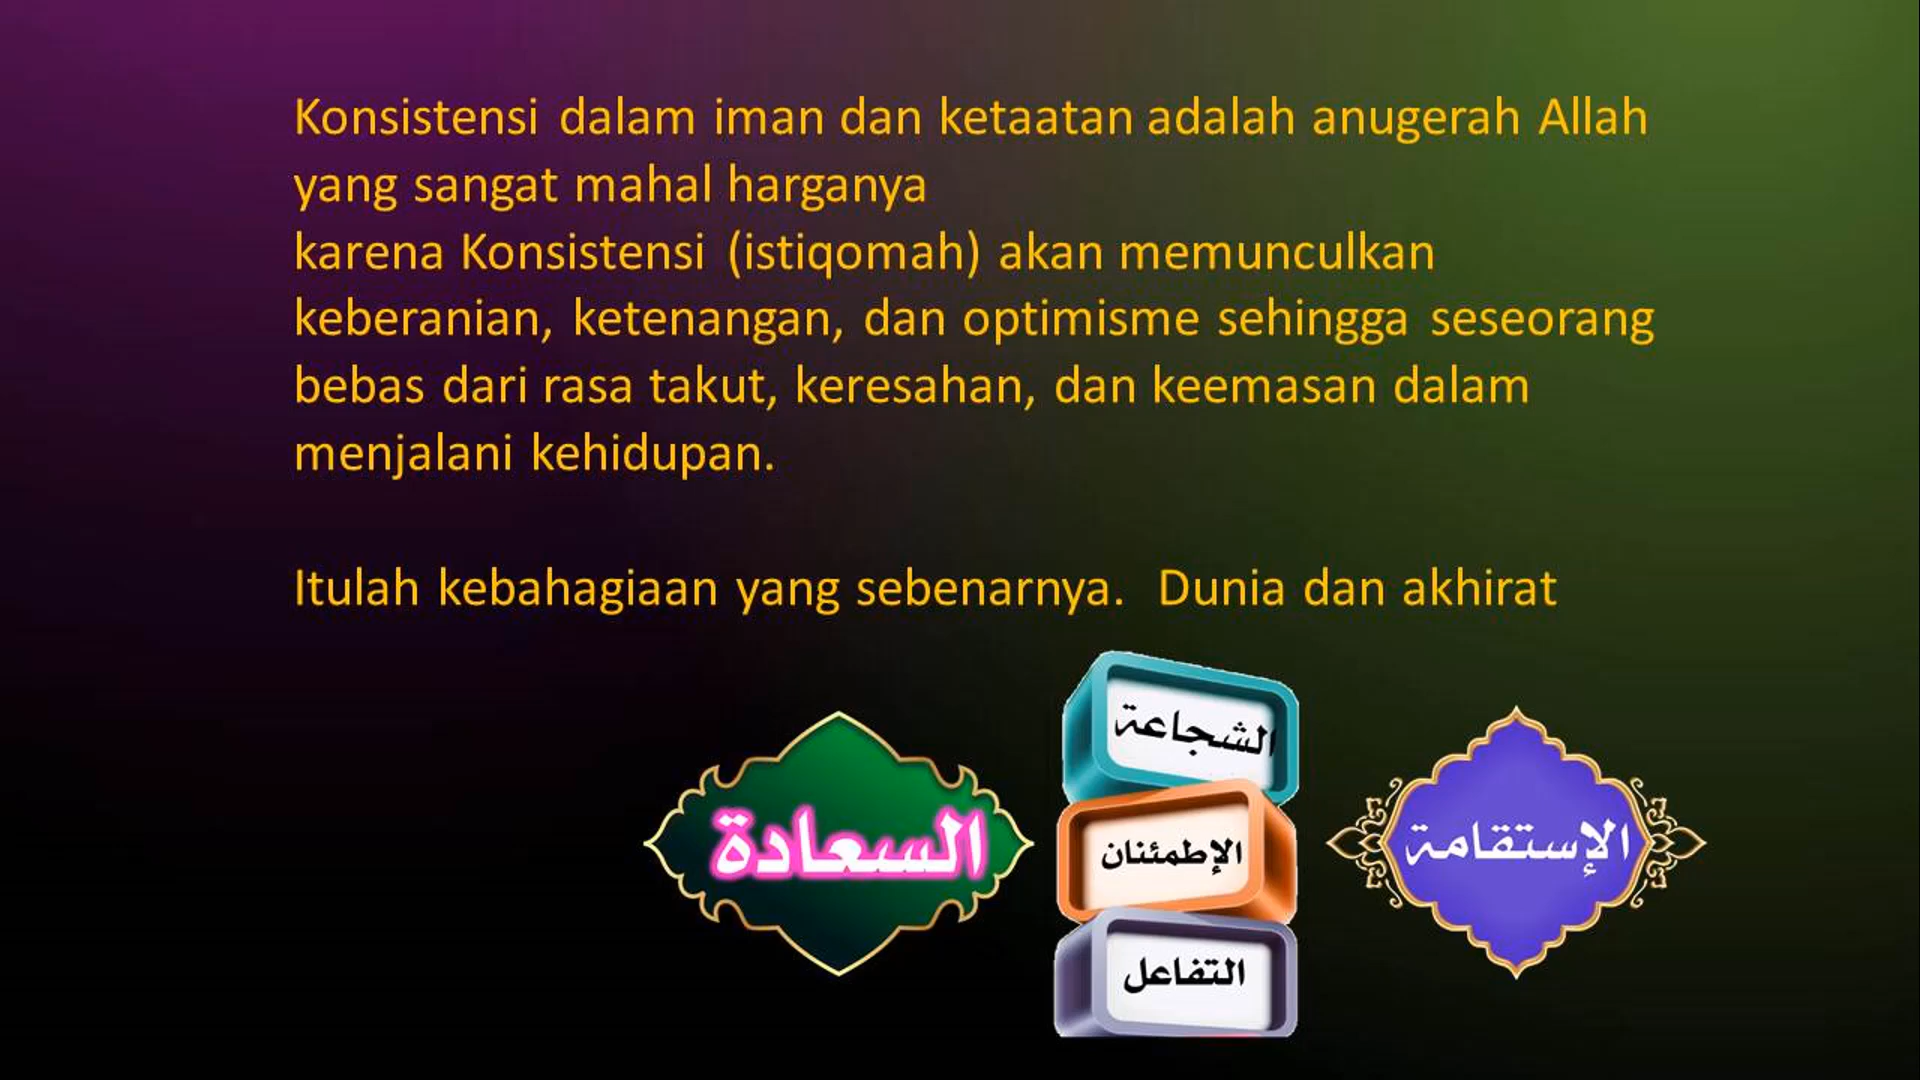 Konsistensi dalam iman dan ketaatan adalah anugerah Allah
yang sangat mahal harganya
karena Konsistensi (istiqomah) akan memunculkan
keberanian, ketenangan, dan optimisme sehingga seseorang
bebas dari rasa takut, keresahan, dan keemasan dalam
menjalani kehidupan.
Itulah kebahagiaan yang sebenarnya. Dunia dan akhirat
الشجاعة
الإستقامة
الإطمئنان
السعادة
التفاعل